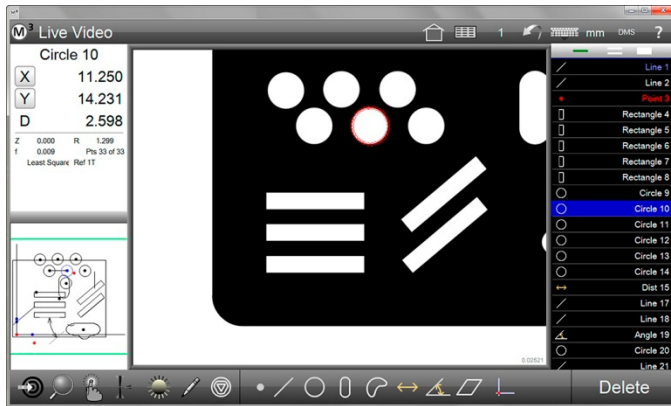 M3 Live Video
1 mm DMS ?
Circle 10
X 11.250
Y 14.231
D 2.598
Z 0.000 R 1.299
f 0.009 Pts 33 of 33
Least Square Ref 1T
0.02621
Line 1
Line 2
Point 3
Rectangle 4
Rectangle 5
Rectangle 6
Rectangle 7
Rectangle 8
Circle 9
Circle 10
Circle 11
Circle 12
Circle 13
Circle 14
Dist 15
Line 17
Line 18
Angle 19
Circle 20
Line 21
Delete